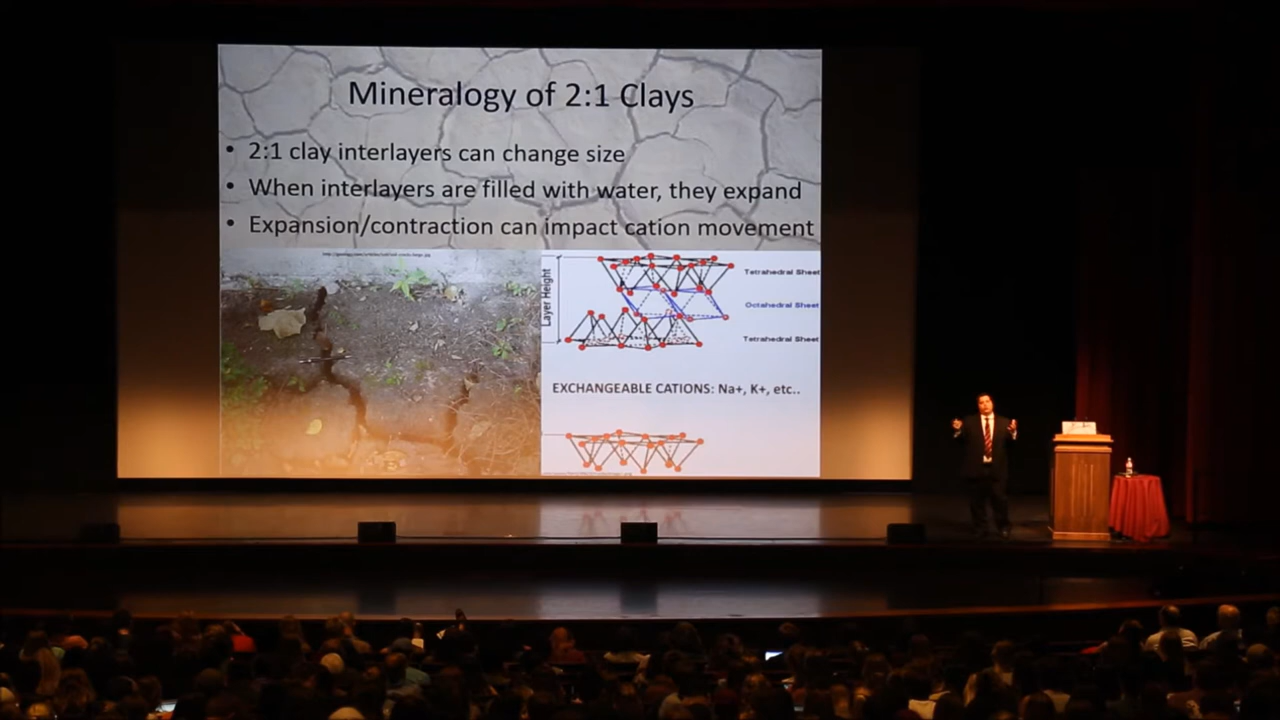 Mineralogy of 2:1 Clays
• 2:1 clay interlayers can change size
• When interlayers are filled with water, they expand
• Expansion/contraction can impact cation movement
Layer Height
Tetrahedral Sheet
Octahedral Sheet
Tetrahedral Sheet
EXCHANGEABLE CATIONS: Na+, K+, etc..